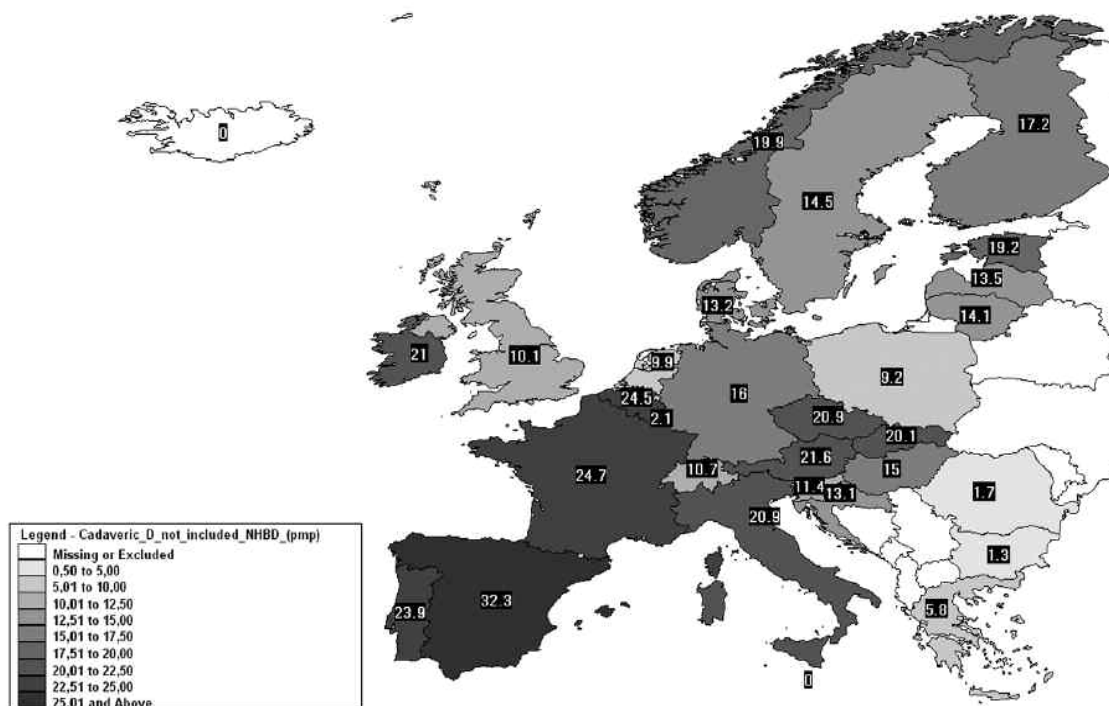 0
17.2
19.9
14.5
19.2
13.5
14.1
13.2
21
10.1
9.9
9.2
24.5
16
2.1
20.9
20.1
24.7
21.6
10.7
15
11.4
13.1
1.7
20.9
1.3
32.3
23.9
5.8
0
Legend - Cadaveric_D_not_included_NHBD_(pmp)
Missing or Excluded
0,50 to 5,00
5,01 to 10,00
10,01 to 12,50
12,51 to 15,00
15,01 to 17,50
17,51 to 20,00
20,01 to 22,50
22,51 to 25,00
25,01 and Above